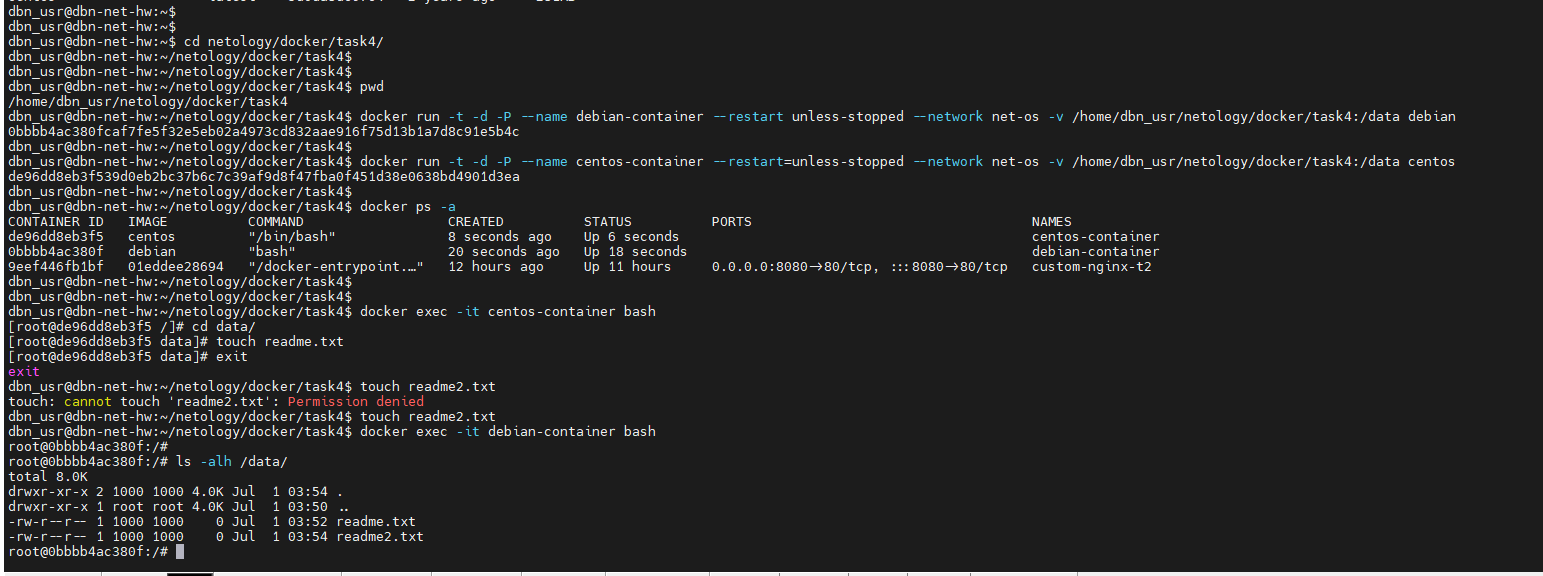 dbn_usr@dbn-net-hw:~$
dbn_usr@dbn-net-hw:~$
dbn_usr@dbn-net-hw:~$ cd netology/docker/task4/
dbn_usr@dbn-net-hw:~/netology/docker/task4$
dbn_usr@dbn-net-hw:~/netology/docker/task4$
dbn_usr@dbn-net-hw:~/netology/docker/task4$ pwd
/home/dbn_usr/netology/docker/task4
dbn_usr@dbn-net-hw:~/netology/docker/task4$ docker run -t -d -P --name debian-container --restart unless-stopped --network net-os -v /home/dbn_usr/netology/docker/task4:/data debian
0bbbb4ac380fcaf7fe5f32e5eb02a4973cd832aae916f75d13b1a7d8c91e5b4c
dbn_usr@dbn-net-hw:~/netology/docker/task4$
dbn_usr@dbn-net-hw:~/netology/docker/task4$ docker run -t -d -P --name centos-container --restart=unless-stopped --network net-os -v /home/dbn_usr/netology/docker/task4:/data centos
de96dd8eb3f539d0eb2bc37b6c7c39af9d8f47fba0f451d38e0638bd4901d3ea
dbn_usr@dbn-net-hw:~/netology/docker/task4$
dbn_usr@dbn-net-hw:~/netology/docker/task4$ docker ps -a
CONTAINER ID   IMAGE          COMMAND                  CREATED          STATUS          PORTS                                   NAMES
de96dd8eb3f5   centos         "/bin/bash"              8 seconds ago    Up 6 seconds                                            centos-container
0bbbb4ac380f   debian         "bash"                   20 seconds ago   Up 18 seconds                                           debian-container
9eef446fb1bf   01eddee28694   "/docker-entrypoint.…"   12 hours ago     Up 11 hours     0.0.0.0:8080->80/tcp, :::8080->80/tcp   custom-nginx-t2
dbn_usr@dbn-net-hw:~/netology/docker/task4$
dbn_usr@dbn-net-hw:~/netology/docker/task4$
dbn_usr@dbn-net-hw:~/netology/docker/task4$ docker exec -it centos-container bash
[root@de96dd8eb3f5 /]# cd data/
[root@de96dd8eb3f5 data]# touch readme.txt
[root@de96dd8eb3f5 data]# exit
exit
dbn_usr@dbn-net-hw:~/netology/docker/task4$ touch readme2.txt
touch: cannot touch 'readme2.txt': Permission denied
dbn_usr@dbn-net-hw:~/netology/docker/task4$ touch readme2.txt
dbn_usr@dbn-net-hw:~/netology/docker/task4$ docker exec -it debian-container bash
root@0bbbb4ac380f:/#
root@0bbbb4ac380f:/# ls -alh /data/
total 8.0K
drwxr-xr-x 2 1000 1000 4.0K Jul  1 03:54 .
drwxr-xr-x 1 root root 4.0K Jul  1 03:50 ..
-rw-r--r-- 1 1000 1000    0 Jul  1 03:52 readme.txt
-rw-r--r-- 1 1000 1000    0 Jul  1 03:54 readme2.txt
root@0bbbb4ac380f:/#